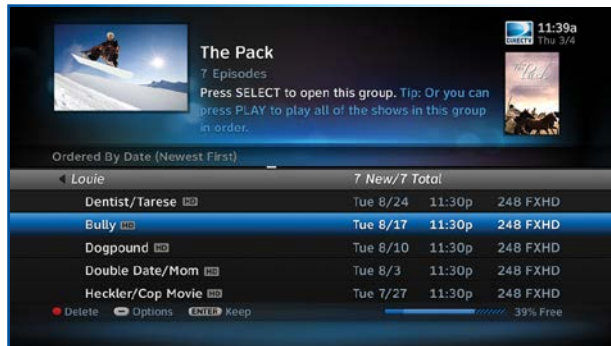 11:39a
DIRECTV Thu 3/4
The Pack
7 Episodes
Press SELECT to open this group. Tip: Or you can
press PLAY to play all of the shows in this group
in order.
The Pack
Ordered By Date (Newest First)
Louie 7 New/7 Total
Dentist/Tarese HD Tue 8/24 11:30p 248 FXHD
Bully HD Tue 8/17 11:30p 248 FXHD
Dogpound HD Tue 8/10 11:30p 248 FXHD
Double Date/Mom HD Tue 8/3 11:30p 248 FXHD
Heckler/Cop Movie HD Tue 7/27 11:30p 248 FXHD
Delete Options ENTER Keep 39% Free